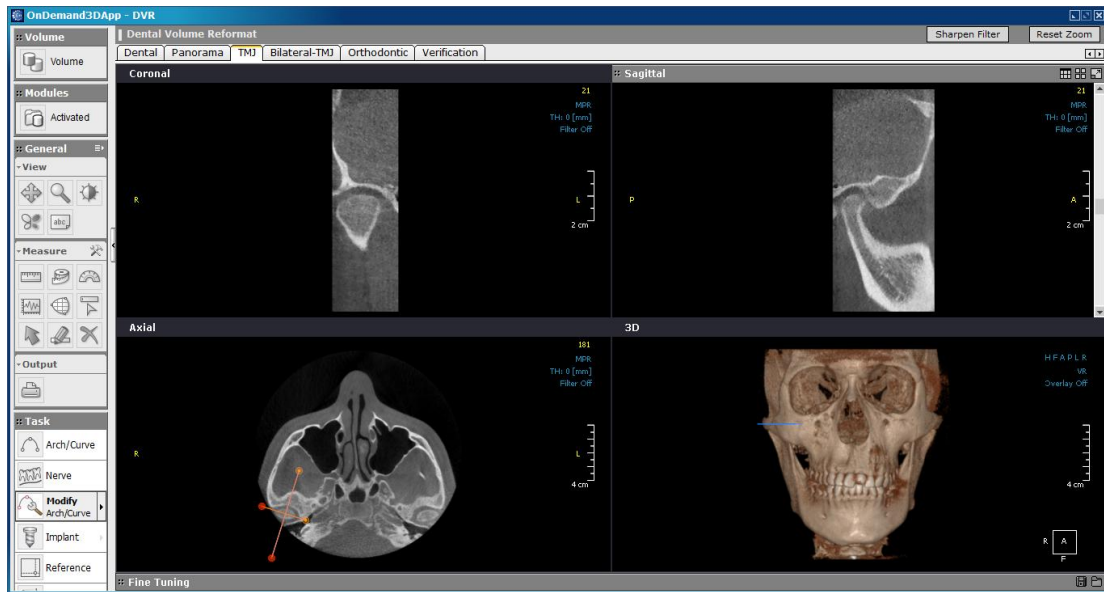 OnDemand3DApp - DVR
Volume
Volume
Modules
Activated
General
View
abc
Measure
Output
Task
Arch/Curve
Nerve
Modify
Arch/Curve
Implant
Reference
Dental Volume Reformat
Sharpen Filter
Reset Zoom
Dental
Panorama
TMJ
Bilateral-TMJ
Orthodontic
Verification
Coronal
21
MPR
TH: 0 [mm]
Filter Off
R
L
2 cm
Sagittal
21
MPR
TH: 0 [mm]
Filter Off
P
A
2 cm
Axial
181
MPR
TH: 0 [mm]
Filter Off
R
L
4 cm
3D
H F A P L R
VR
Overlay Off
4 cm
R
A
F
Fine Tuning